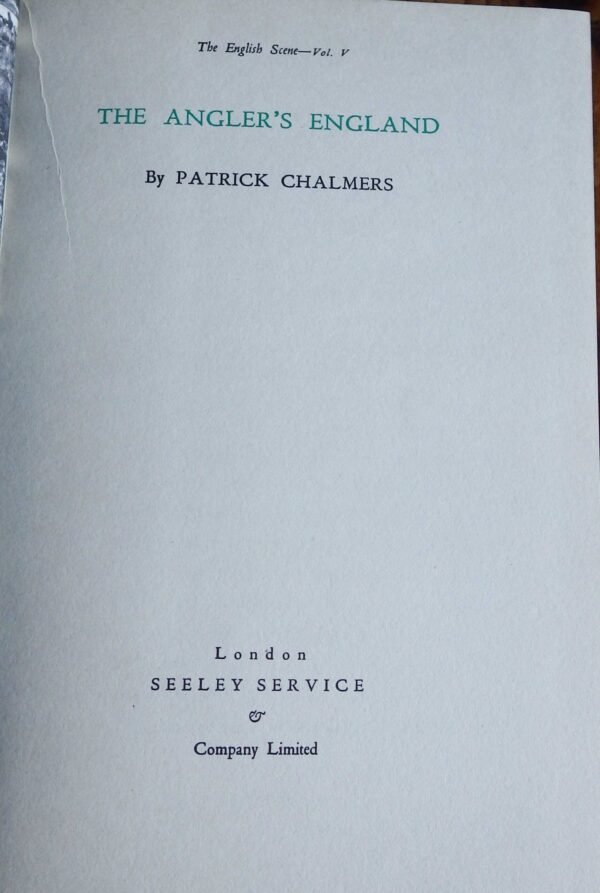 The English Scene—Vol. V
THE ANGLER'S ENGLAND
By PATRICK CHALMERS
London
SEELEY SERVICE
&
Company Limited